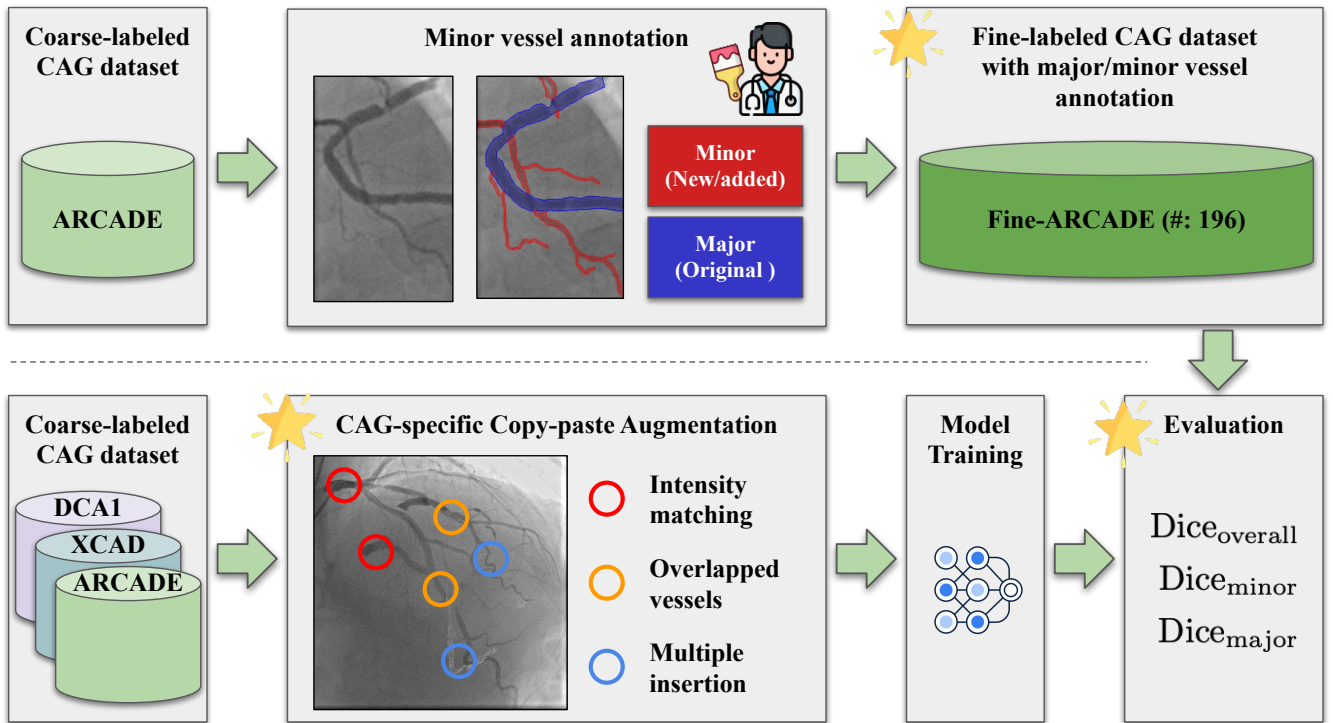 Coarse-labeled
CAG dataset
ARCADE
Minor vessel annotation
Minor
(New/added)
Major
(Original )
Fine-labeled CAG dataset
with major/minor vessel
annotation
Fine-ARCADE (#: 196)
Coarse-labeled
CAG dataset
DCA1
XCAD
ARCADE
CAG-specific Copy-paste Augmentation
Intensity
matching
Overlapped
vessels
Multiple
insertion
Model
Training
Evaluation
Dice_overall
Dice_minor
Dice_major